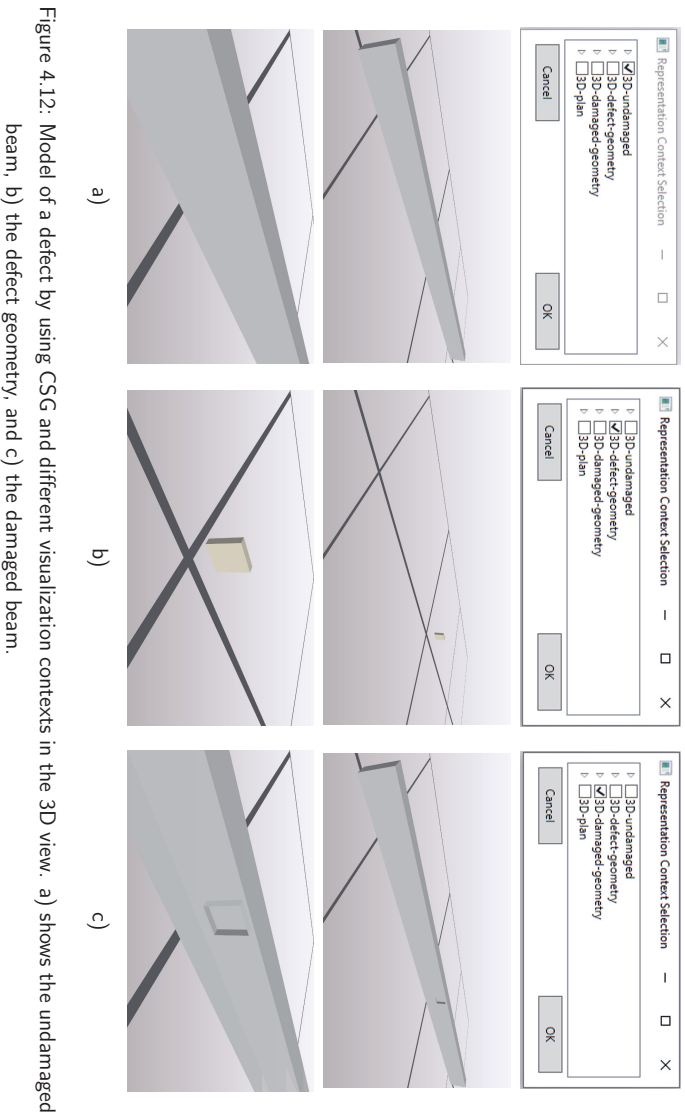 Representation Context Selection
3D-undamaged
3D-defect-geometry
3D-damaged-geometry
3D-plan
Cancel
OK
Representation Context Selection
3D-undamaged
3D-defect-geometry
3D-damaged-geometry
3D-plan
Cancel
OK
Representation Context Selection
3D-undamaged
3D-defect-geometry
3D-damaged-geometry
3D-plan
Cancel
OK
a)
b)
c)
Figure 4.12: Model of a defect by using CSG and different visualization contexts in the 3D view. a) shows the undamaged
beam, b) the defect geometry, and c) the damaged beam.